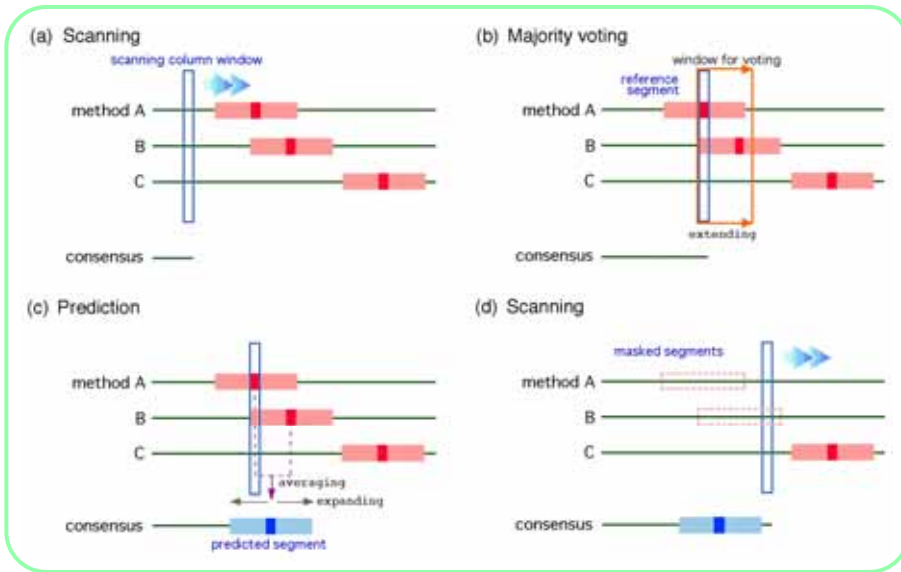 (a) Scanning
scanning column window
method A
B
C
consensus
(b) Majority voting
window for voting
reference
segment
method A
B
C
extending
consensus
(c) Prediction
method A
B
C
averaging
expanding
consensus
predicted segment
(d) Scanning
masked segments
method A
B
C
consensus